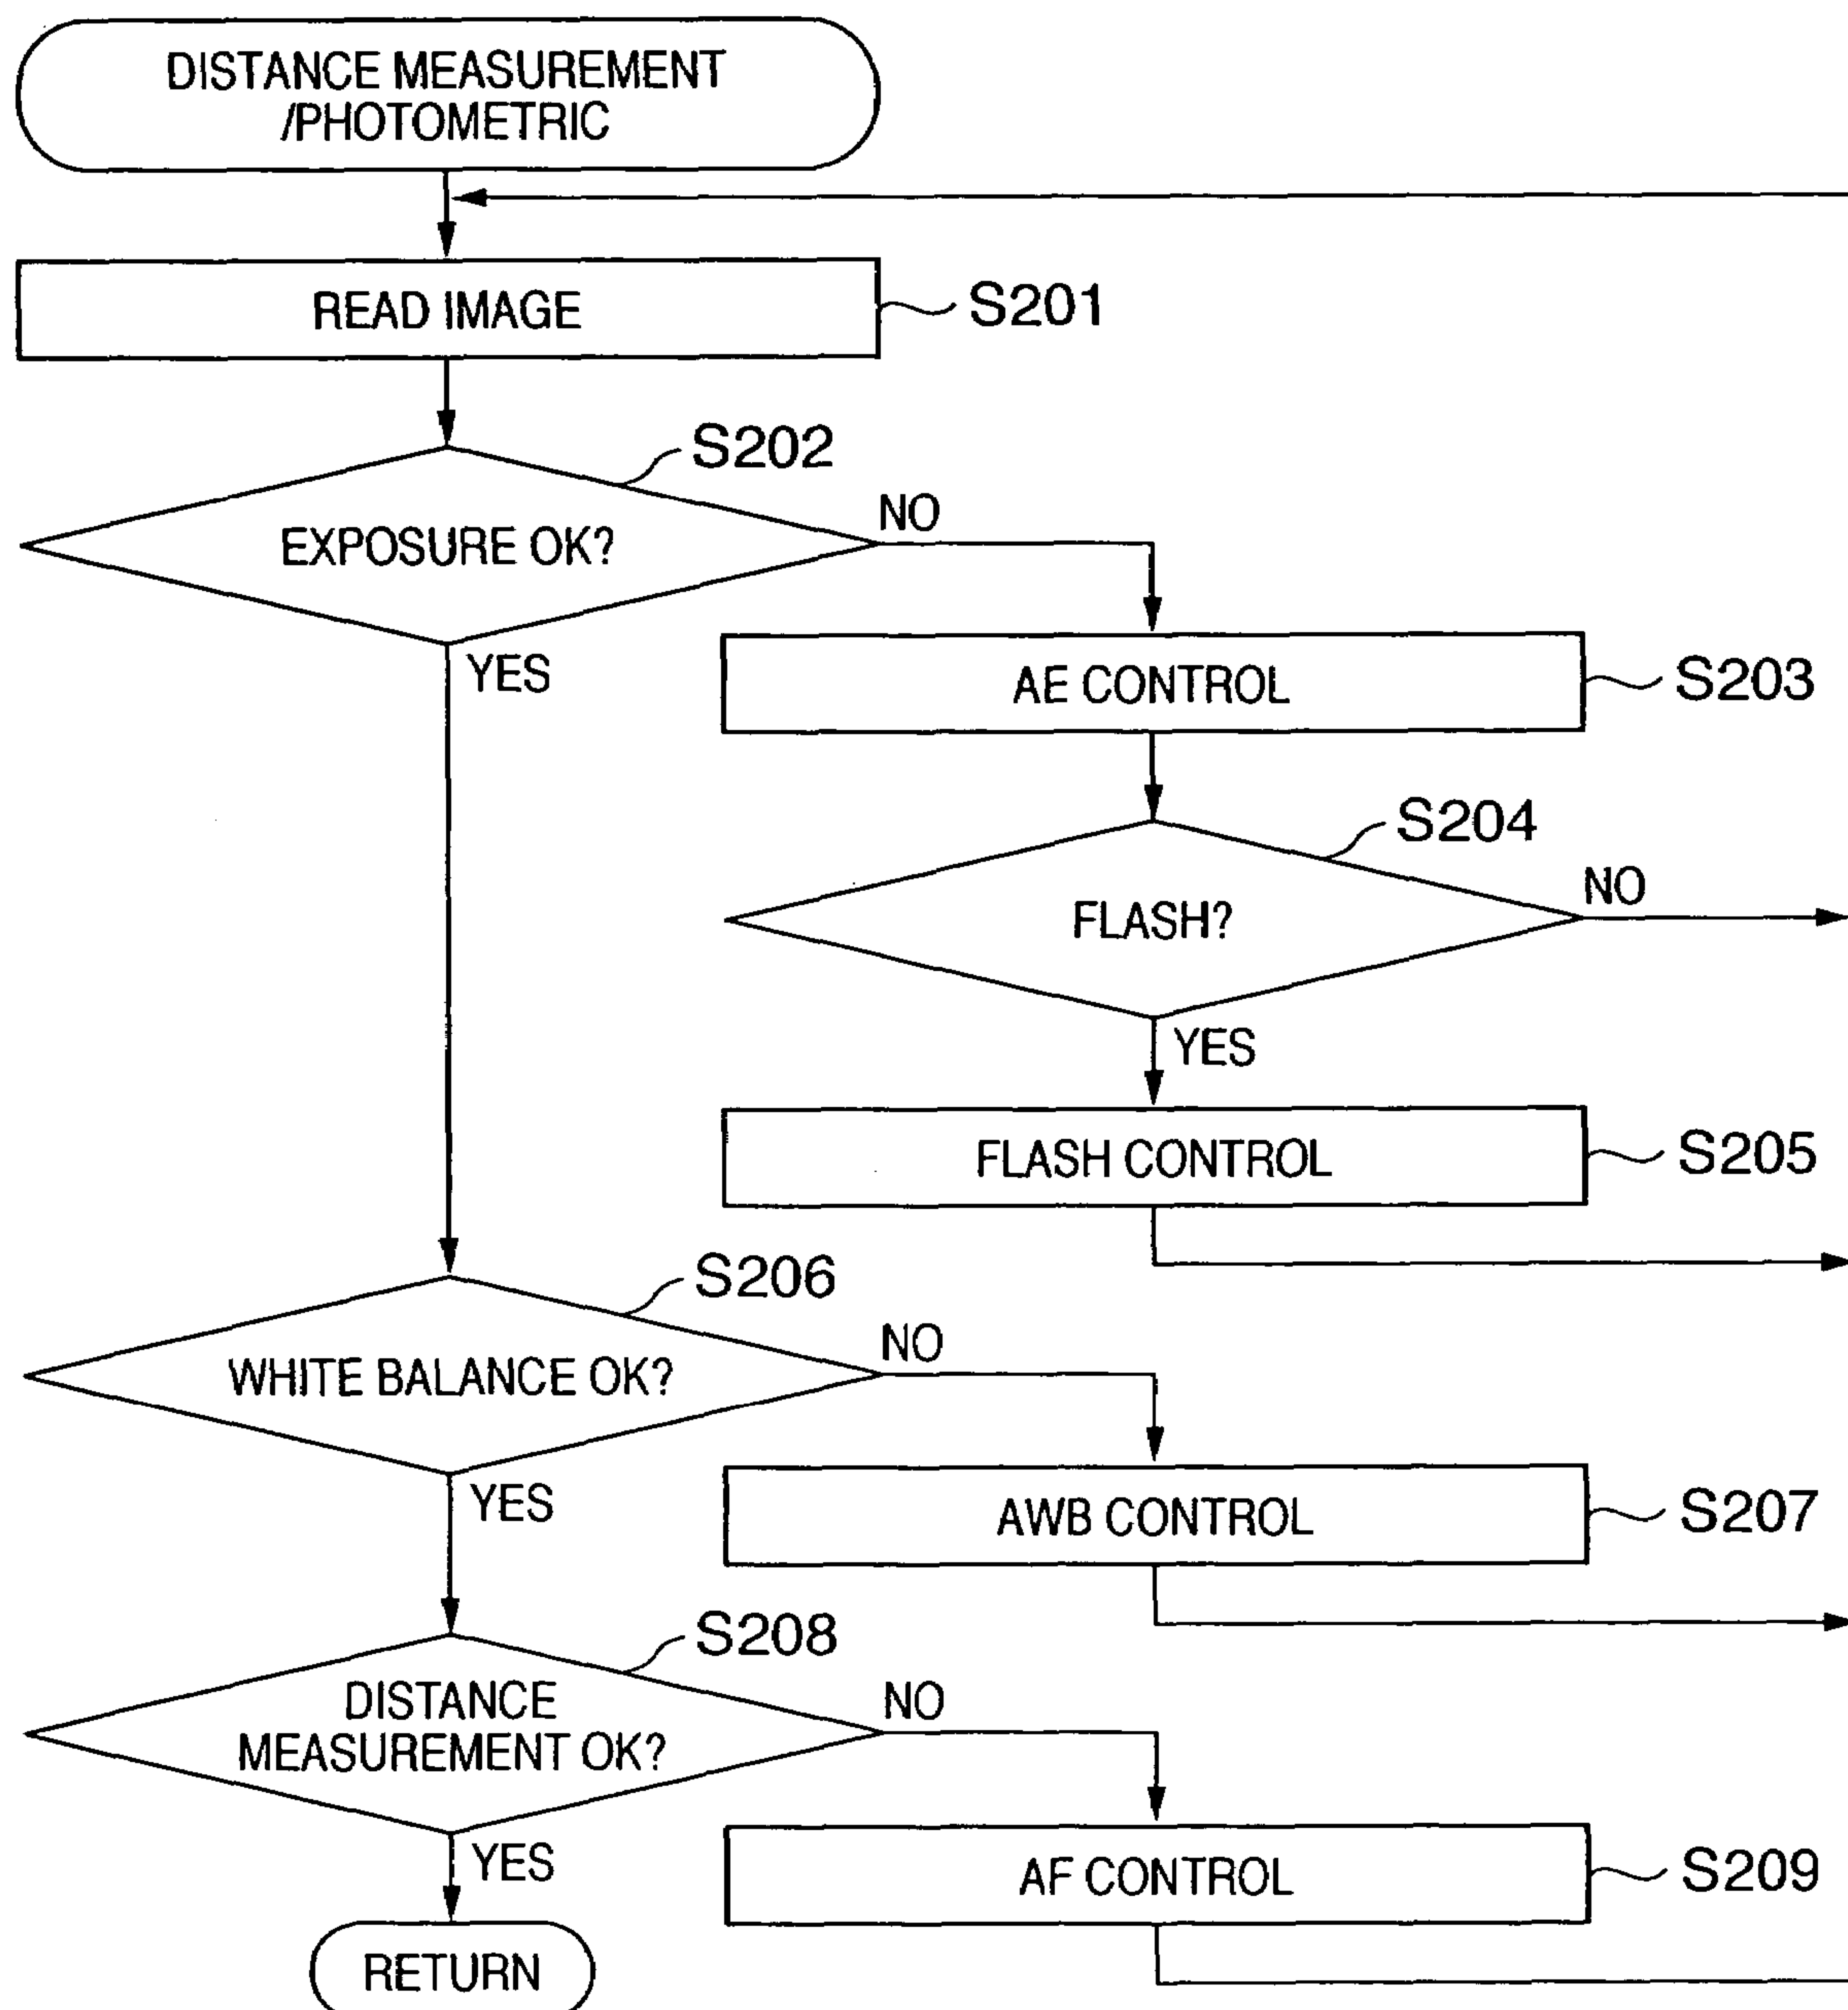 DISTANCE MEASUREMENT
/PHOTOMETRIC
READ IMAGE
S201
S202
EXPOSURE OK?
NO
YES
AE CONTROL
S203
S204
FLASH?
NO
YES
FLASH CONTROL
S205
S206
WHITE BALANCE OK?
NO
YES
AWB CONTROL
S207
S208
DISTANCE
MEASUREMENT OK?
NO
YES
AF CONTROL
S209
RETURN